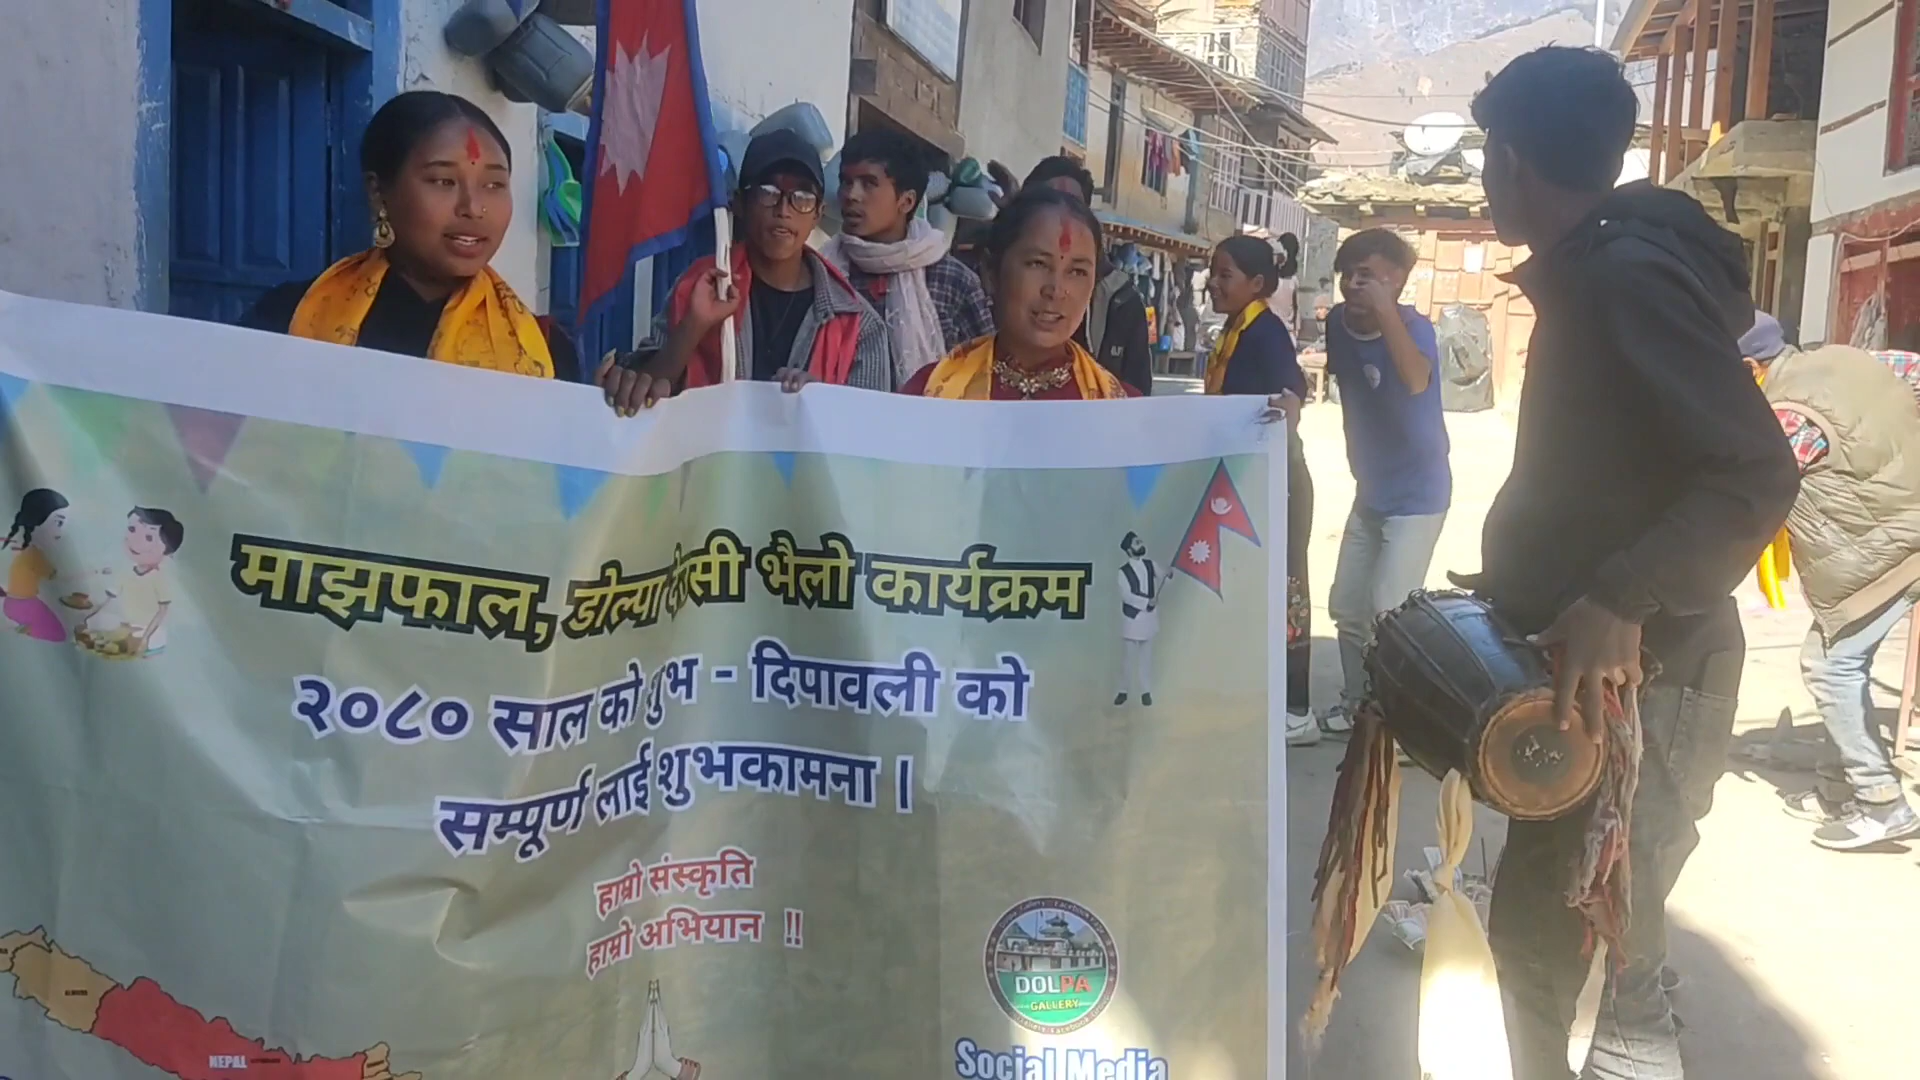 माझफाल, डोल्पा देउसी भैलो कार्यक्रम
२०८० साल को शुभ - दिपावली को
सम्पूर्ण लाई शुभकामना ।
हाम्रो संस्कृति
हाम्रो अभियान !!
DOLPA
GALLERY
Social Media
NEPAL